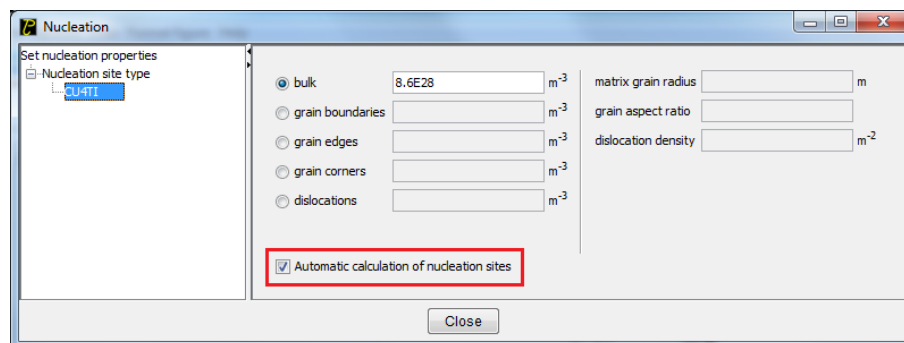 Nucleation
Set nucleation properties
Nucleation site type
CU4TI
bulk 8.6E28 m-3
grain boundaries m-3
grain edges m-3
grain corners m-3
dislocations m-3
matrix grain radius m
grain aspect ratio
dislocation density m-2
Automatic calculation of nucleation sites
Close